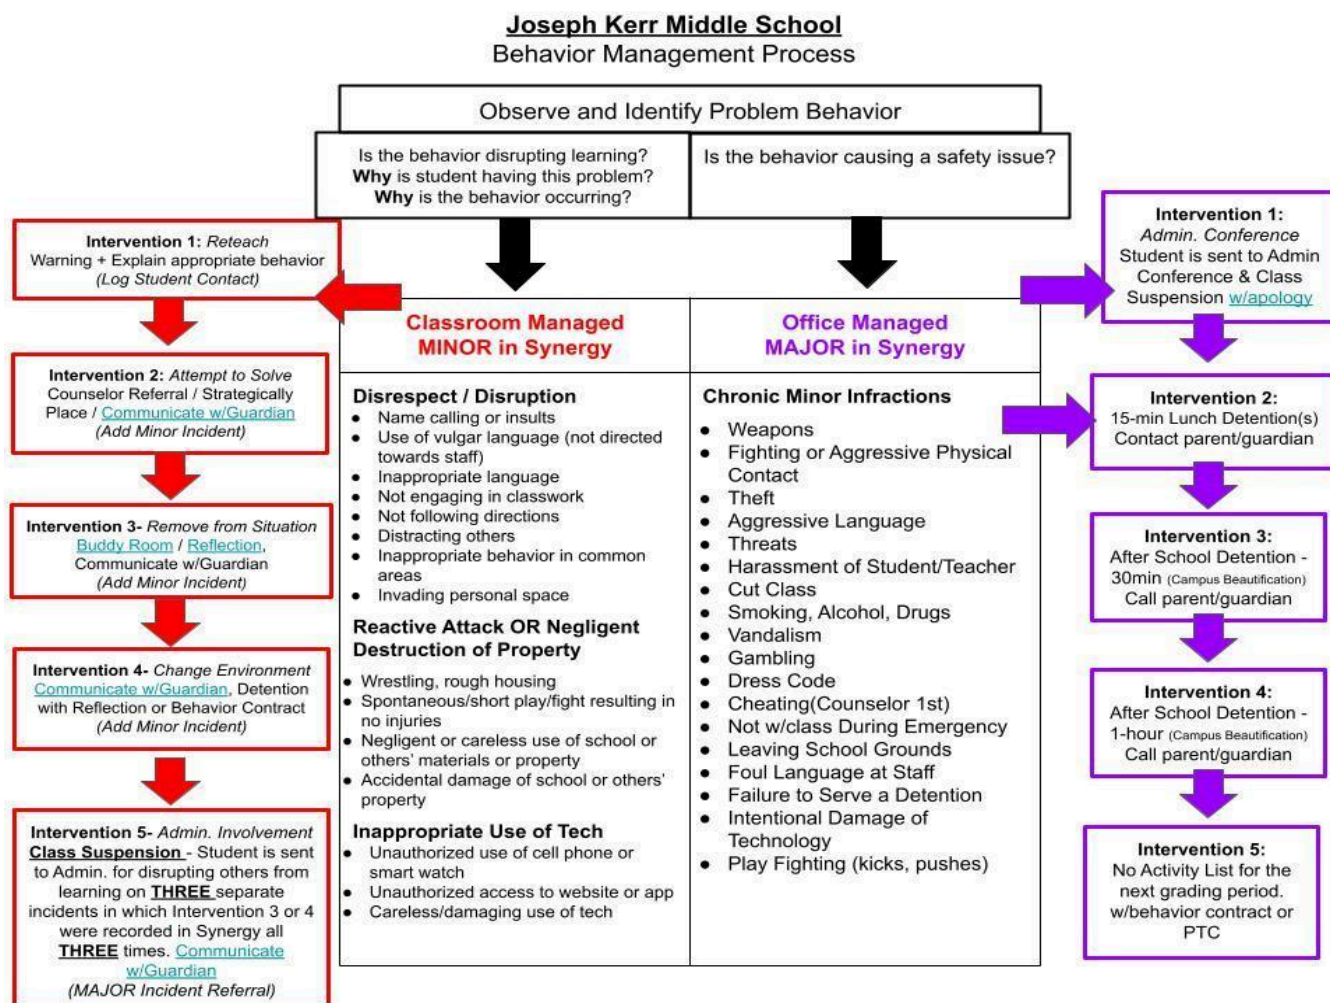 Joseph Kerr Middle School
Behavior Management Process
Observe and Identify Problem Behavior
Is the behavior disrupting learning?
Why is student having this problem?
Why is the behavior occurring?
Is the behavior causing a safety issue?
Intervention 1: Reteach
Warning + Explain appropriate behavior
(Log Student Contact)
Intervention 2: Attempt to Solve
Counselor Referral / Strategically
Place / Communicate w/Guardian
(Add Minor Incident)
Intervention 3- Remove from Situation
Buddy Room / Reflection,
Communicate w/Guardian
(Add Minor Incident)
Intervention 4- Change Environment
Communicate w/Guardian, Detention
with Reflection or Behavior Contract
(Add Minor Incident)
Intervention 5- Admin. Involvement
Class Suspension - Student is sent
to Admin. for disrupting others from
learning on THREE separate
incidents in which Intervention 3 or 4
were recorded in Synergy all
THREE times. Communicate
w/Guardian
(MAJOR Incident Referral)
Classroom Managed
MINOR in Synergy
Disrespect / Disruption
● Name calling or insults
● Use of vulgar language (not directed
towards staff)
● Inappropriate language
● Not engaging in classwork
● Not following directions
● Distracting others
● Inappropriate behavior in common
areas
● Invading personal space
Reactive Attack OR Negligent
Destruction of Property
● Wrestling, rough housing
● Spontaneous/short play/fight resulting in
no injuries
● Negligent or careless use of school or
others' materials or property
● Accidental damage of school or others'
property
Inappropriate Use of Tech
● Unauthorized use of cell phone or
smart watch
● Unauthorized access to website or app
● Careless/damaging use of tech
Office Managed
MAJOR in Synergy
Chronic Minor Infractions
● Weapons
● Fighting or Aggressive Physical
Contact
● Theft
● Aggressive Language
● Threats
● Harassment of Student/Teacher
● Cut Class
● Smoking, Alcohol, Drugs
● Vandalism
● Gambling
● Dress Code
● Cheating(Counselor 1st)
● Not w/class During Emergency
● Leaving School Grounds
● Foul Language at Staff
● Failure to Serve a Detention
● Intentional Damage of
Technology
● Play Fighting (kicks, pushes)
Intervention 1:
Admin. Conference
Student is sent to Admin
Conference & Class
Suspension w/apology
Intervention 2:
15-min Lunch Detention(s)
Contact parent/guardian
Intervention 3:
After School Detention -
30min (Campus Beautification)
Call parent/guardian
Intervention 4:
After School Detention -
1-hour (Campus Beautification)
Call parent/guardian
Intervention 5:
No Activity List for the
next grading period.
w/behavior contract or
PTC